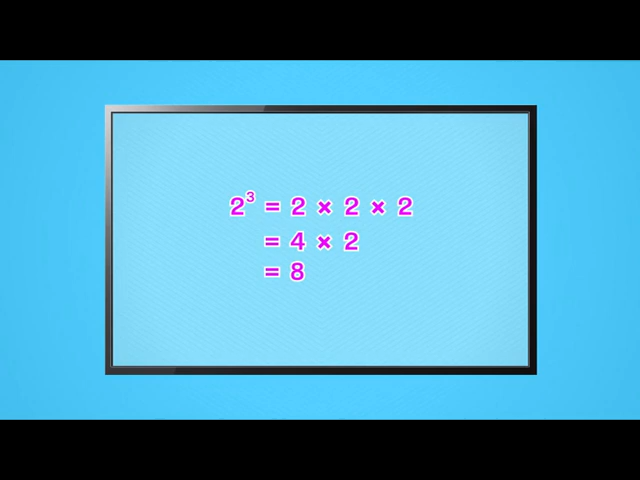 2³ = 2 × 2 × 2
= 4 × 2
= 8